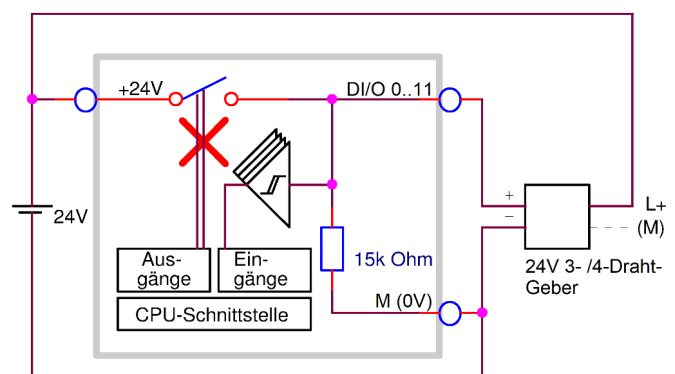 +24V
DI/O 0..11
24V
+
−
L+
(M)
15k Ohm
24V 3- /4-Draht-
Geber
Aus-
gänge
Ein-
gänge
M (0V)
CPU-Schnittstelle